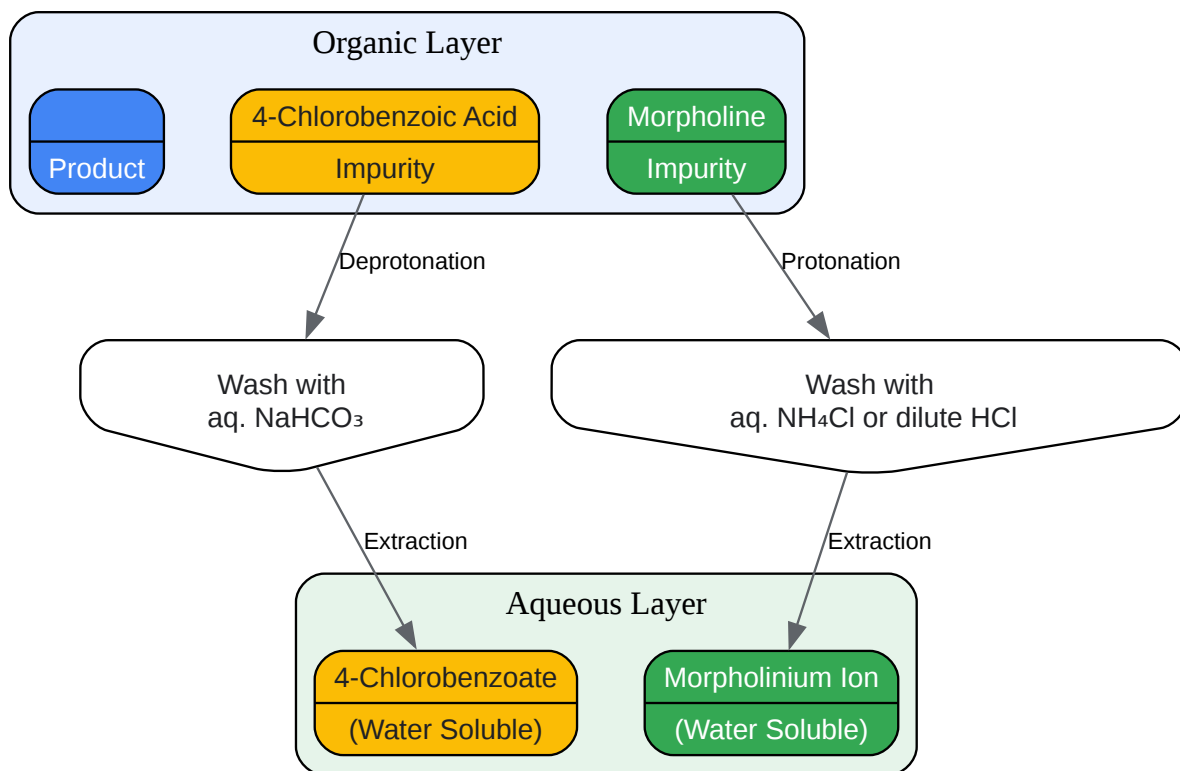 Organic Layer
Product
4-Chlorobenzoic Acid
Impurity
Morpholine
Impurity
Deprotonation
Protonation
Wash with
aq. NaHCO₃
Wash with
aq. NH₄Cl or dilute HCl
Extraction
Extraction
Aqueous Layer
4-Chlorobenzoate
(Water Soluble)
Morpholinium Ion
(Water Soluble)